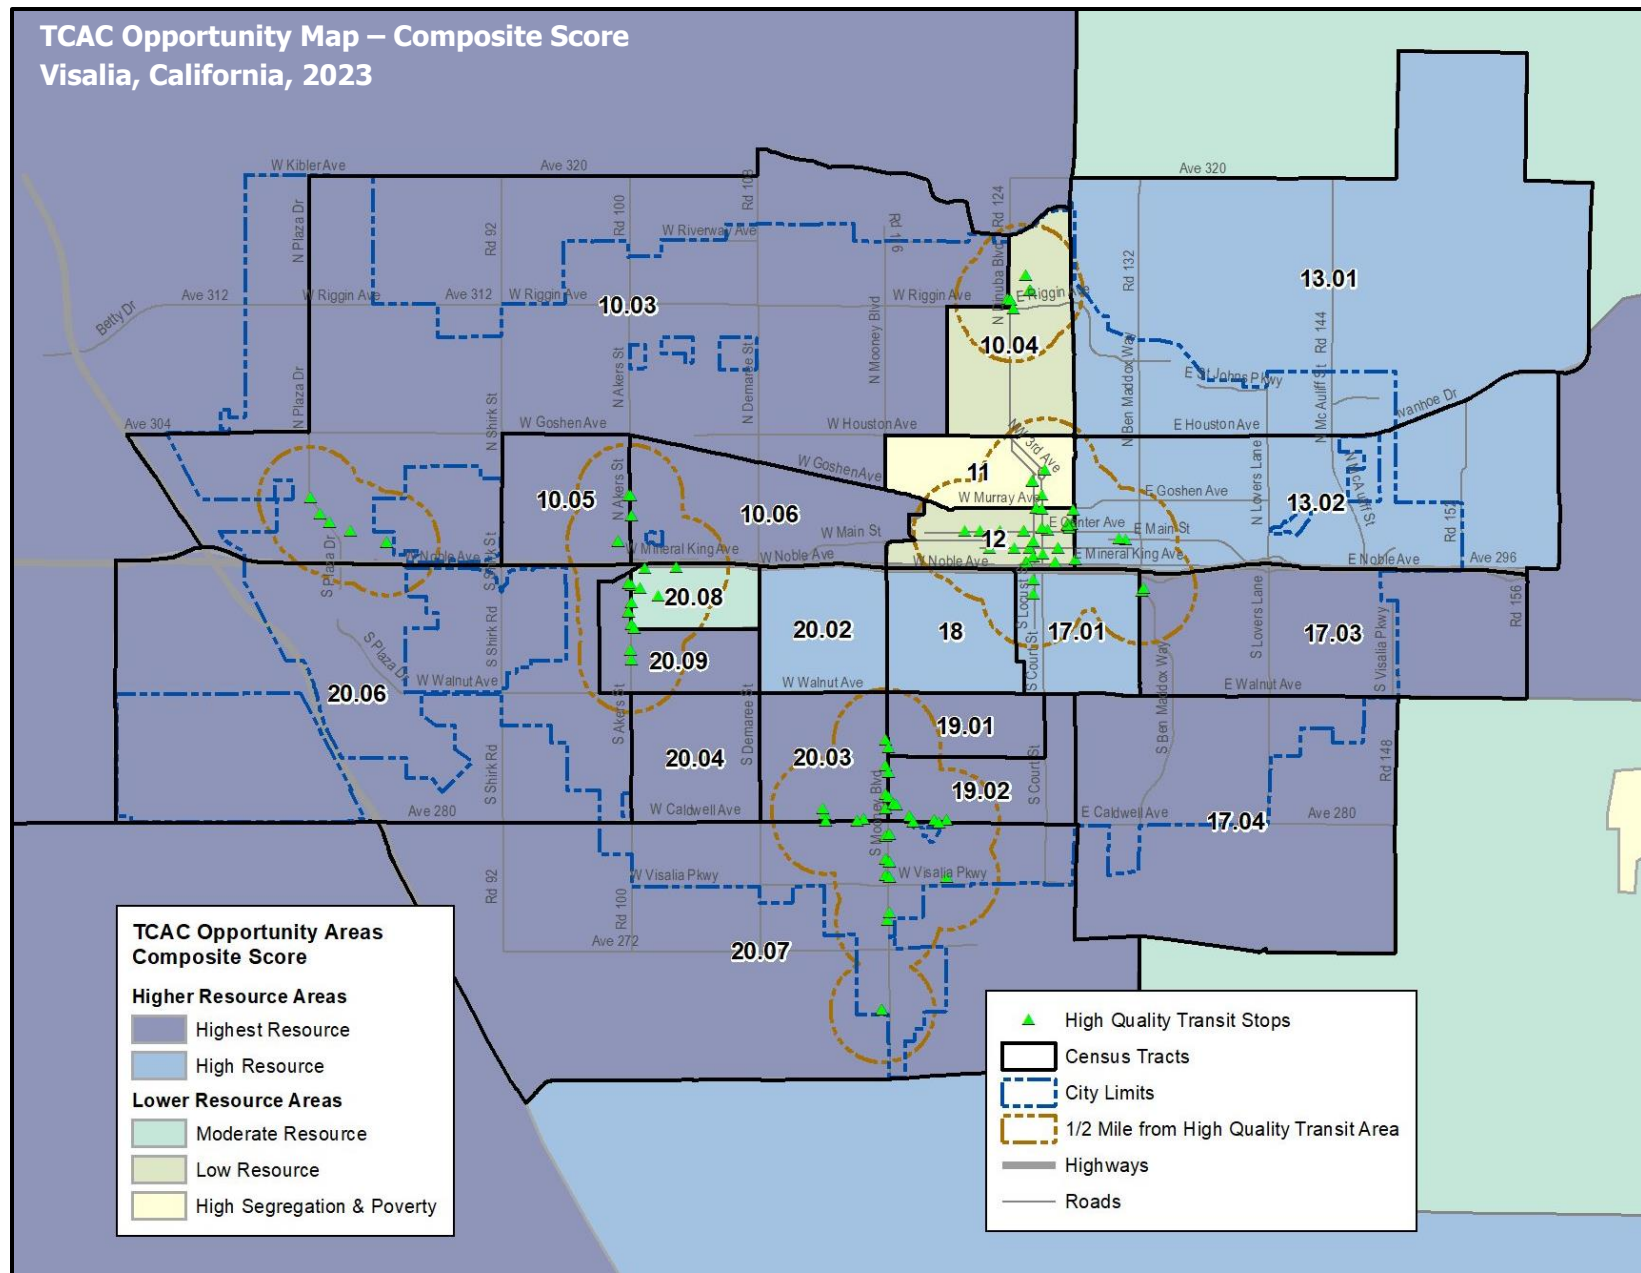 TCAC Opportunity Map – Composite Score
Visalia, California, 2023
W Kibler Ave
Ave 320
Ave 320
N Plaza Dr
Rd 92
Rd 100
Rd 103
Rd 124
W Riverway Ave
N Dinuba Blvd
Rd 132
13.01
Betty Dr
Ave 312
W Riggin Ave
Ave 312
W Riggin Ave
10.03
W Riggin Ave
E Riggin Ave
N Plaza Dr
N Akers St
N Demaree St
N Mooney Blvd
10.04
N Ben Maddox Way
E St Johns Pkwy
Rd 144
N Mc Auliff St
Ivanhoe Dr
Ave 304
N Shirk St
W Goshen Ave
W Houston Ave
E Houston Ave
NW 3rd Ave
10.05
N Akers St
W Goshen Ave
11
W Murray Ave
E Goshen Ave
N Lovers Lane
N McAuliff St
13.02
Rd 152
10.06
W Main St
12
E Center Ave
E Main St
S Plaza Dr
W Noble Ave
S Shirk St
W Mineral King Ave
W Noble Ave
W Noble Ave
E Mineral King Ave
E Noble Ave
Ave 296
20.08
20.02
18
S Locust St
17.01
S Lovers Lane
17.03
S Visalia Pkwy
Rd 156
S Shirk Rd
S Plaza Dr
20.09
S Court St
20.06
W Walnut Ave
W Walnut Ave
E Walnut Ave
S Akers St
S Demaree St
S Ben Maddox Way
19.01
20.04
20.03
S Mooney Blvd
19.02
S Court St
S Shirk Rd
Rd 148
Ave 280
W Caldwell Ave
E Caldwell Ave
17.04
Ave 280
Rd 92
Rd 100
W Visalia Pkwy
W Visalia Pkwy
Ave 272
20.07
TCAC Opportunity Areas
Composite Score
Higher Resource Areas
Highest Resource
High Resource
Lower Resource Areas
Moderate Resource
Low Resource
High Segregation & Poverty
High Quality Transit Stops
Census Tracts
City Limits
1/2 Mile from High Quality Transit Area
Highways
Roads